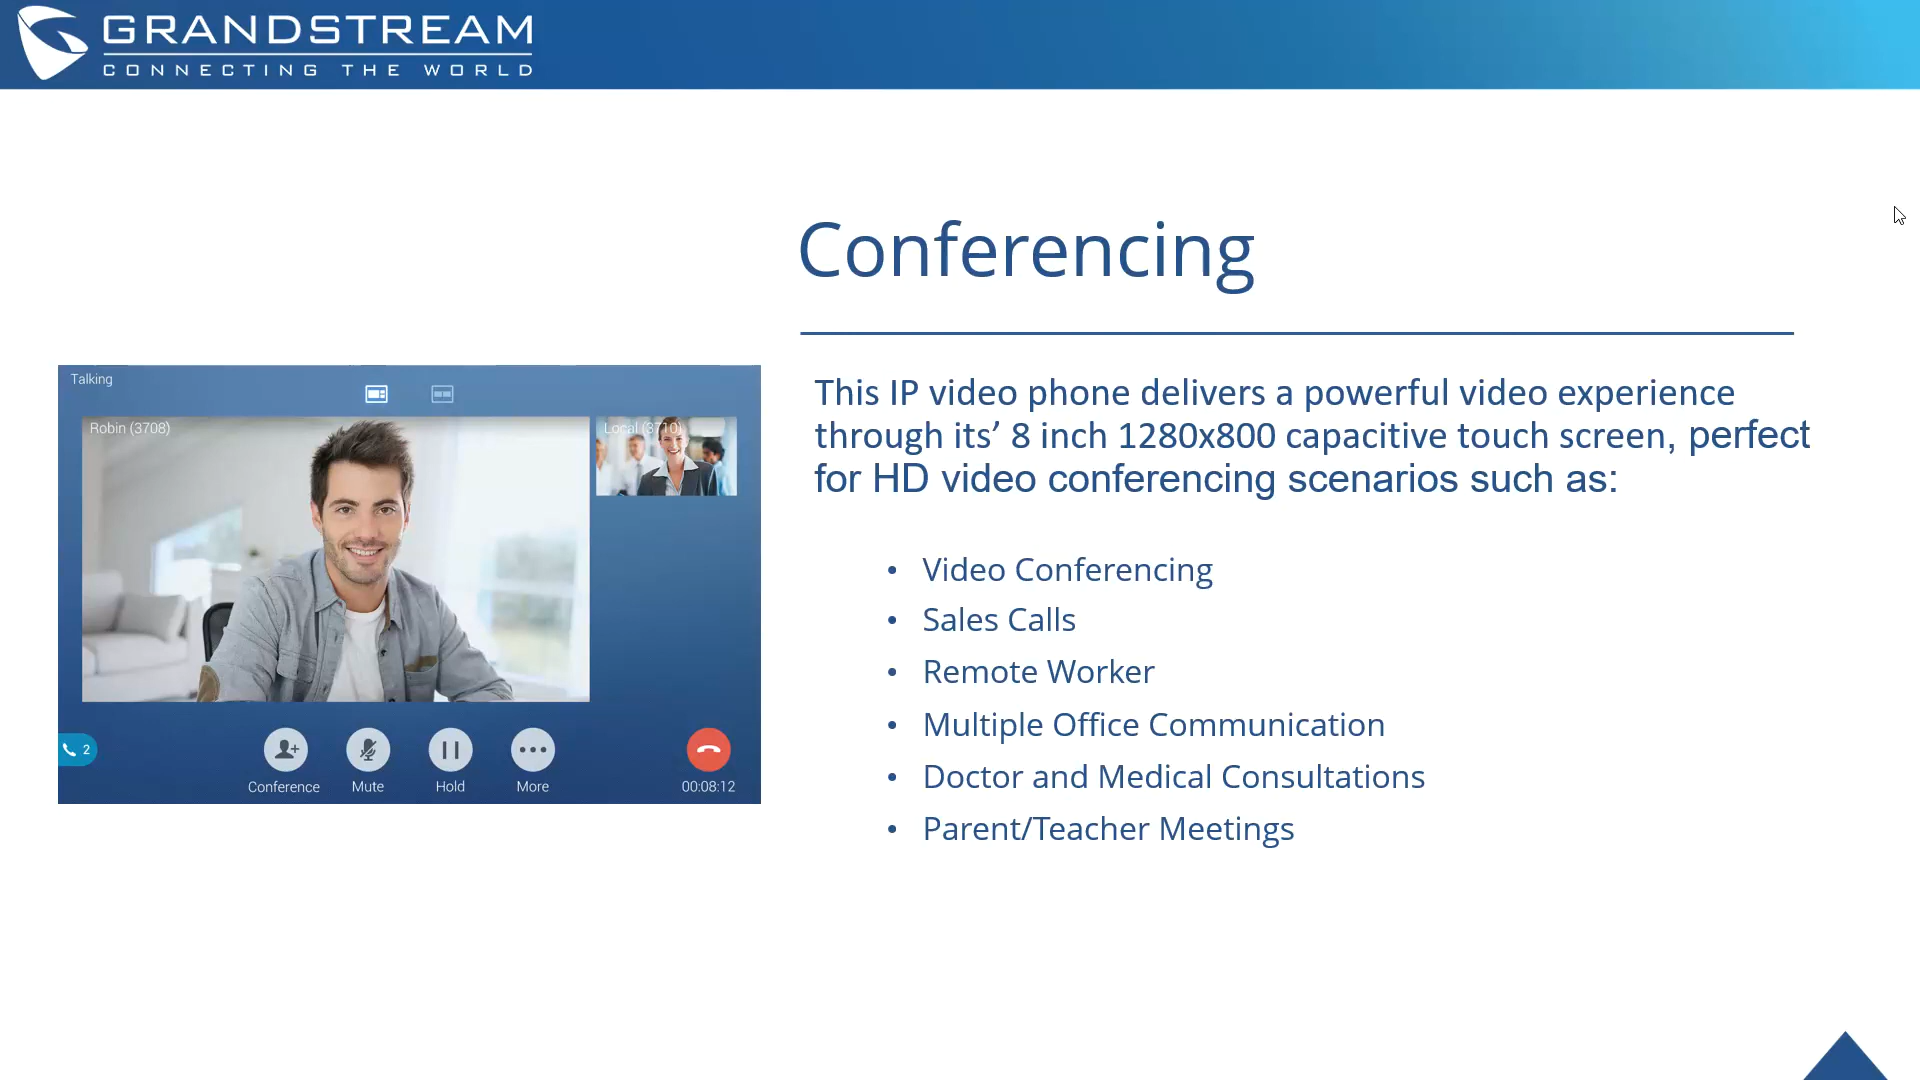 GRANDSTREAM
CONNECTING THE WORLD
Conferencing
Talking
Robin (3708)
Local (3710)
2
Conference
Mute
Hold
More
00:08:12
This IP video phone delivers a powerful video experience
through its’ 8 inch 1280x800 capacitive touch screen, perfect
for HD video conferencing scenarios such as:
• Video Conferencing
• Sales Calls
• Remote Worker
• Multiple Office Communication
• Doctor and Medical Consultations
• Parent/Teacher Meetings